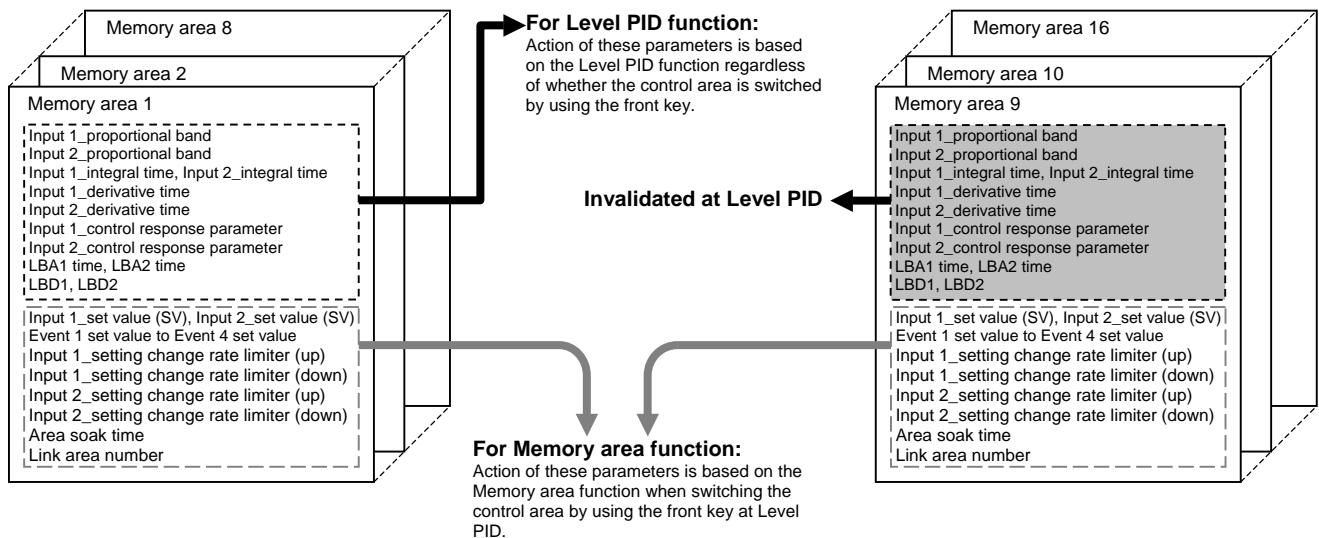 Memory area 8
Memory area 2
Memory area 1
Input 1_proportional band
Input 2_proportional band
Input 1_integral time, Input 2_integral time
Input 1_derivative time
Input 2_derivative time
Input 1_control response parameter
Input 2_control response parameter
LBA1 time, LBA2 time
LBD1, LBD2
Input 1_set value (SV), Input 2_set value (SV)
Event 1 set value to Event 4 set value
Input 1_setting change rate limiter (up)
Input 1_setting change rate limiter (down)
Input 2_setting change rate limiter (up)
Input 2_setting change rate limiter (down)
Area soak time
Link area number
For Level PID function:
Action of these parameters is based
on the Level PID function regardless
of whether the control area is switched
by using the front key.
Invalidated at Level PID
For Memory area function:
Action of these parameters is based on the
Memory area function when switching the
control area by using the front key at Level
PID.
Memory area 16
Memory area 10
Memory area 9
Input 1_proportional band
Input 2_proportional band
Input 1_integral time, Input 2_integral time
Input 1_derivative time
Input 2_derivative time
Input 1_control response parameter
Input 2_control response parameter
LBA1 time, LBA2 time
LBD1, LBD2
Input 1_set value (SV), Input 2_set value (SV)
Event 1 set value to Event 4 set value
Input 1_setting change rate limiter (up)
Input 1_setting change rate limiter (down)
Input 2_setting change rate limiter (up)
Input 2_setting change rate limiter (down)
Area soak time
Link area number